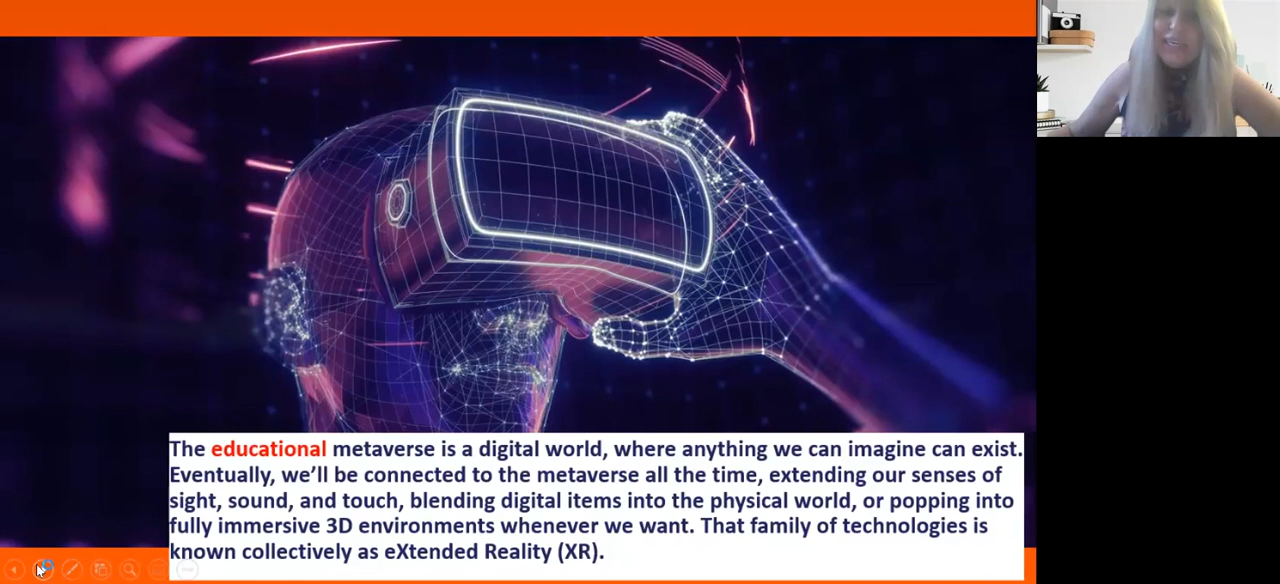 The educational metaverse is a digital world, where anything we can imagine can exist.
Eventually, we’ll be connected to the metaverse all the time, extending our senses of
sight, sound, and touch, blending digital items into the physical world, or popping into
fully immersive 3D environments whenever we want. That family of technologies is
known collectively as eXtended Reality (XR).